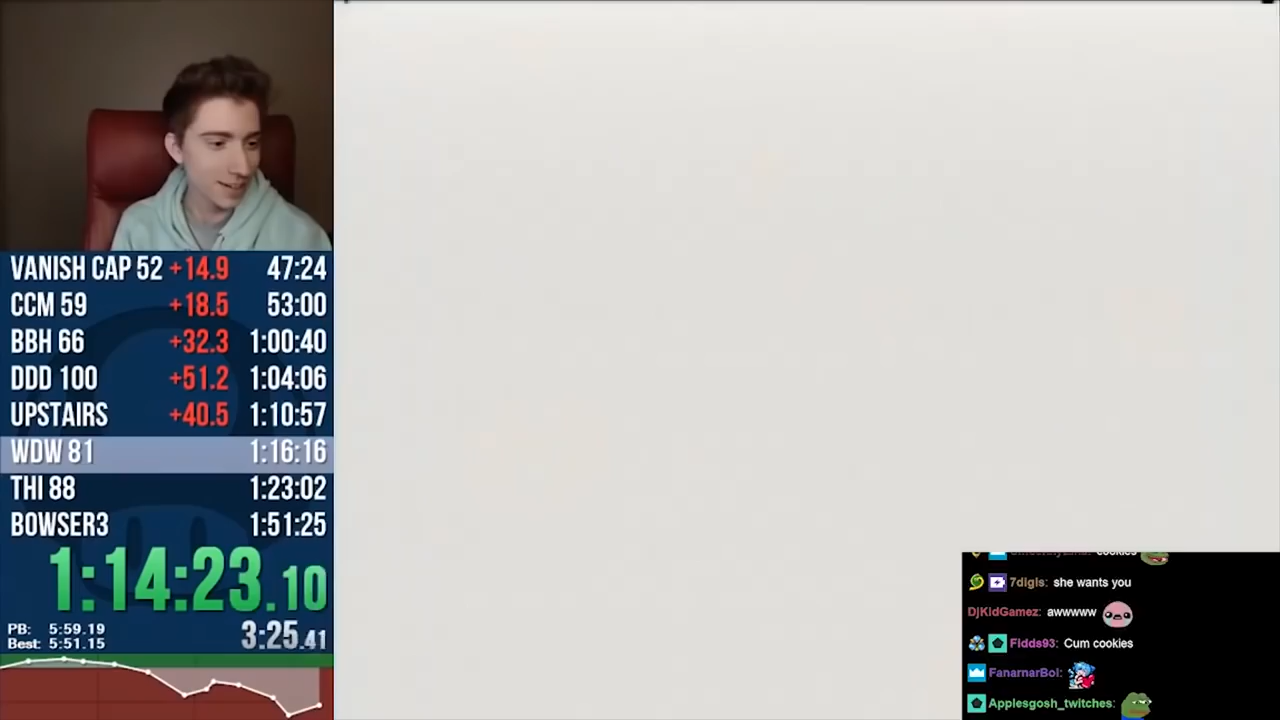 VANISH CAP 52 +14.9 47:24
CCM 59 +18.5 53:00
BBH 66 +32.3 1:00:40
DDD 100 +51.2 1:04:06
UPSTAIRS +40.5 1:10:57
WDW 81 1:16:16
THI 88 1:23:02
BOWSER3 1:51:25
1:14:23.10
PB: 5:59.19
Best: 5:51.15
3:25.41
cookies
7digls: she wants you
DjKidGamez: awwwww
Fidds93: Cum cookies
FanarnarBoi:
Applesgosh_twitches: